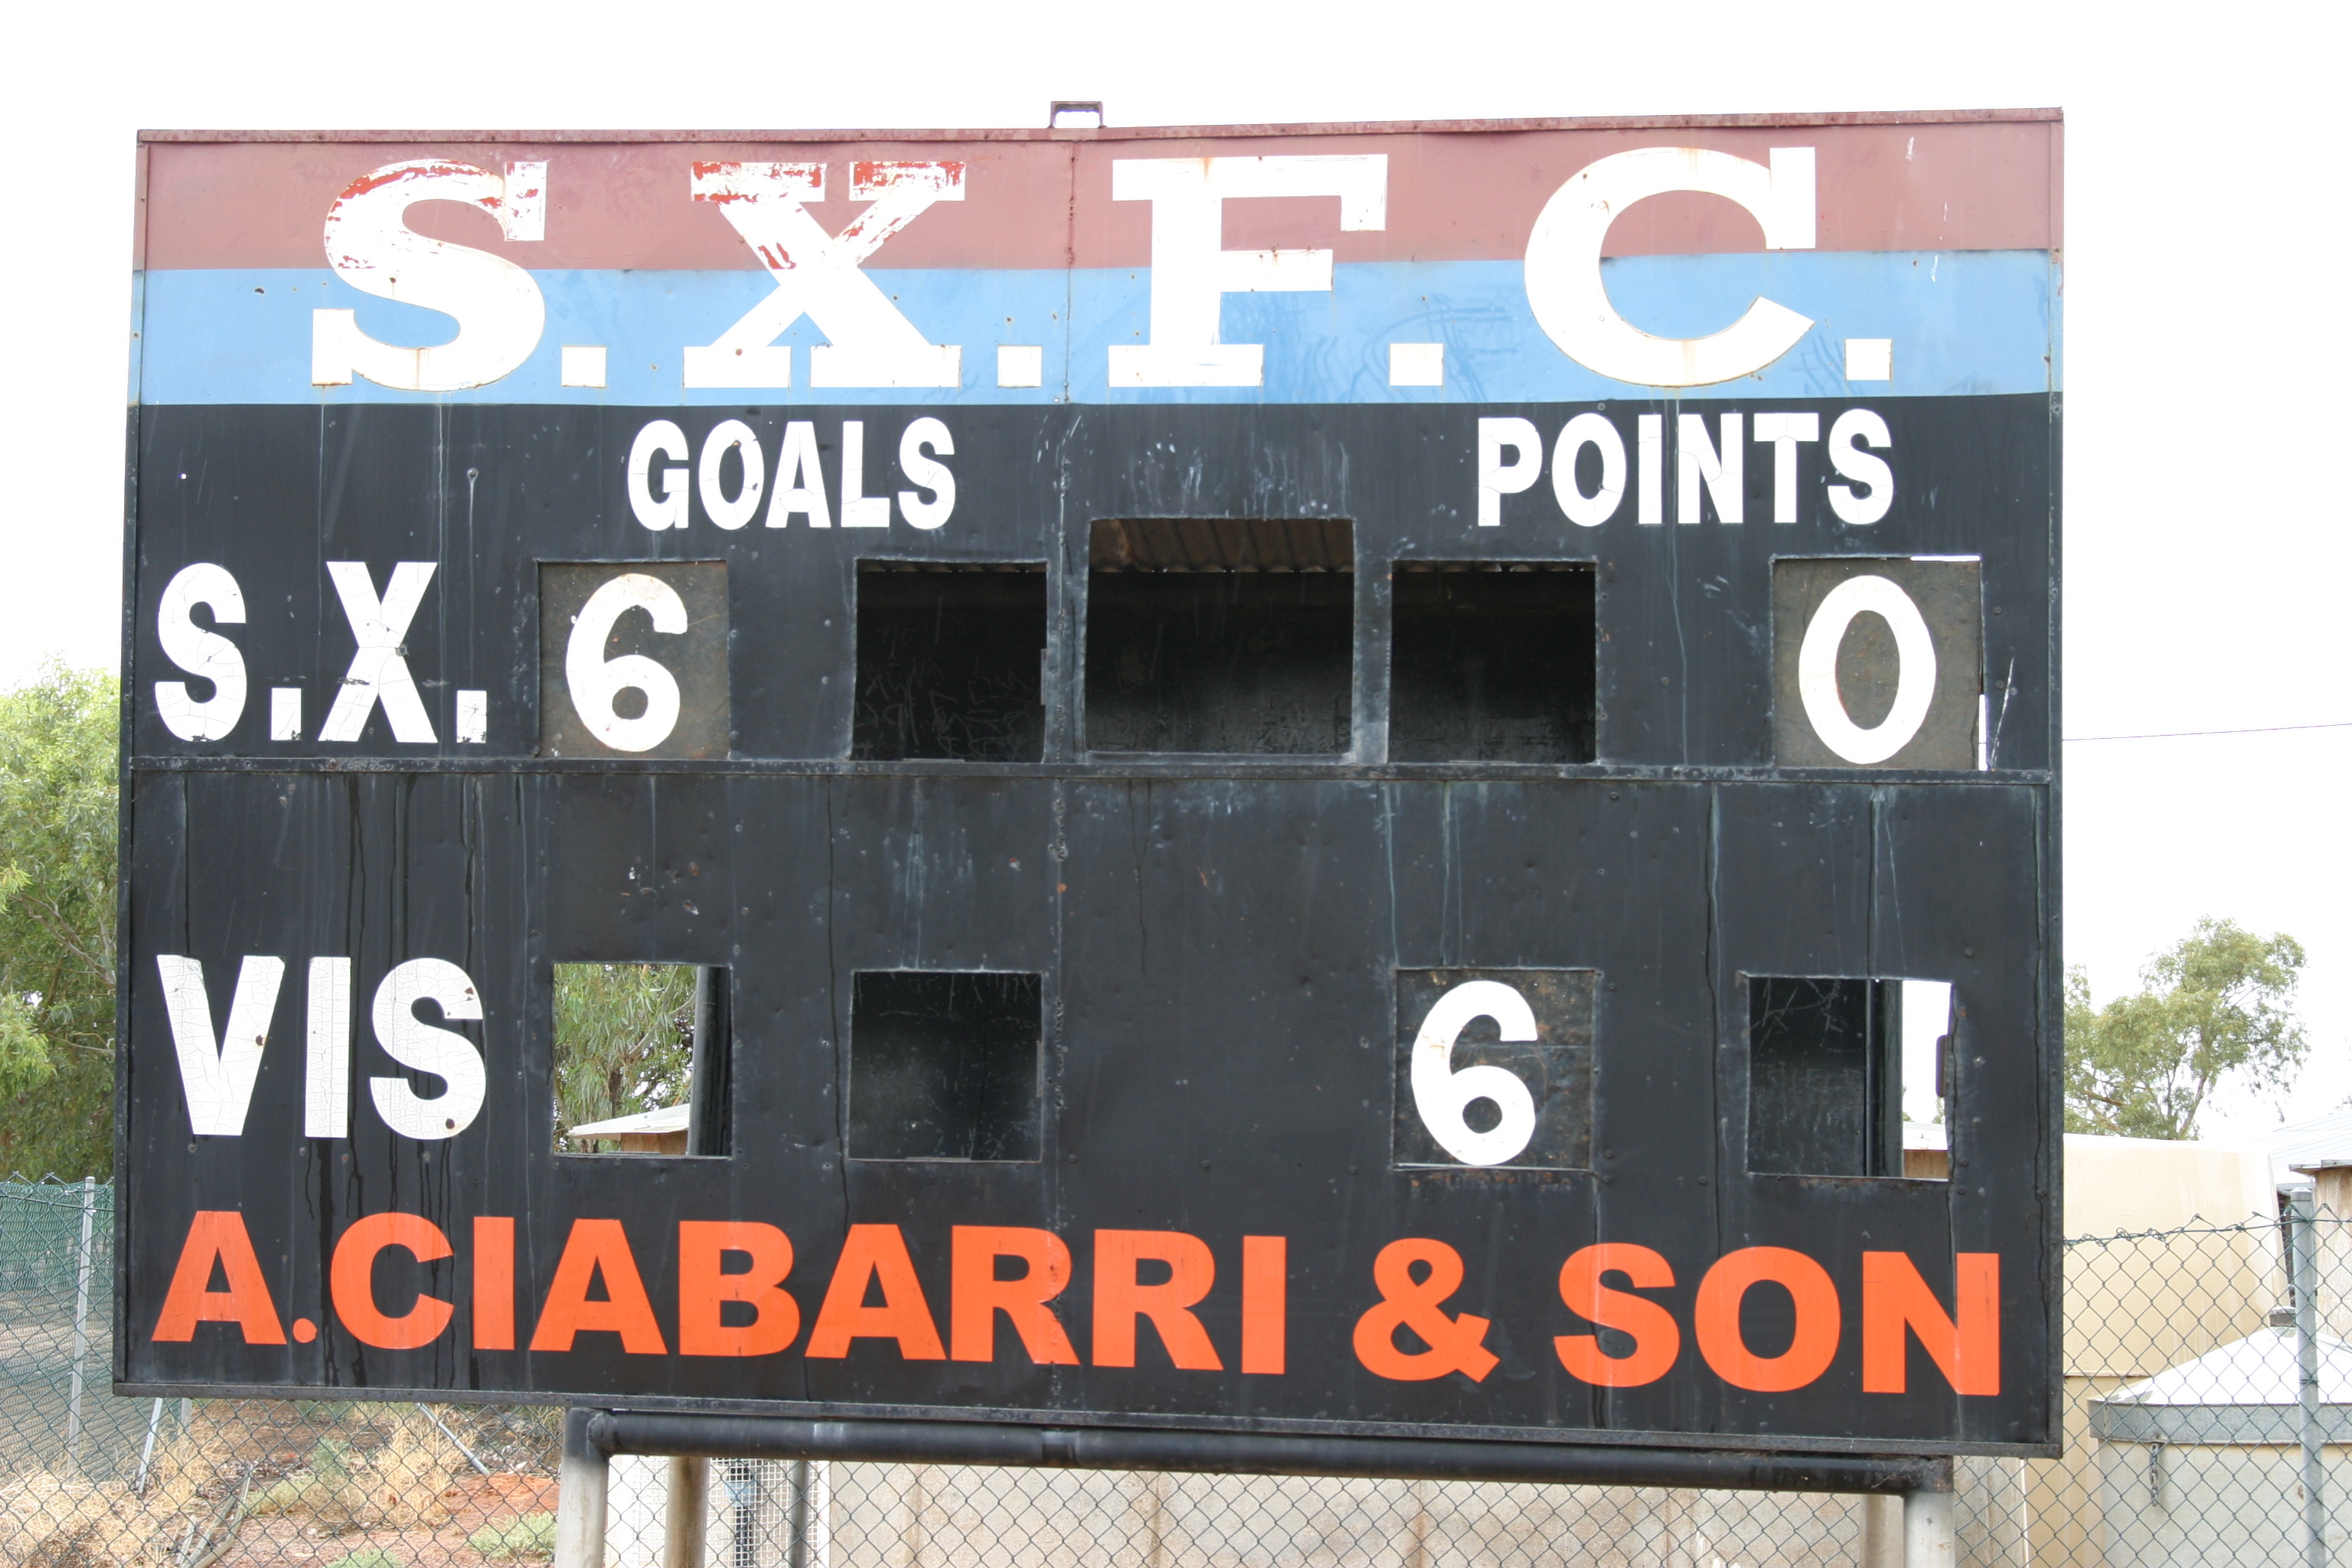 S.X.F.C.
GOALS POINTS
S.X. 6 0
VIS 6
A.CIABARRI & SON